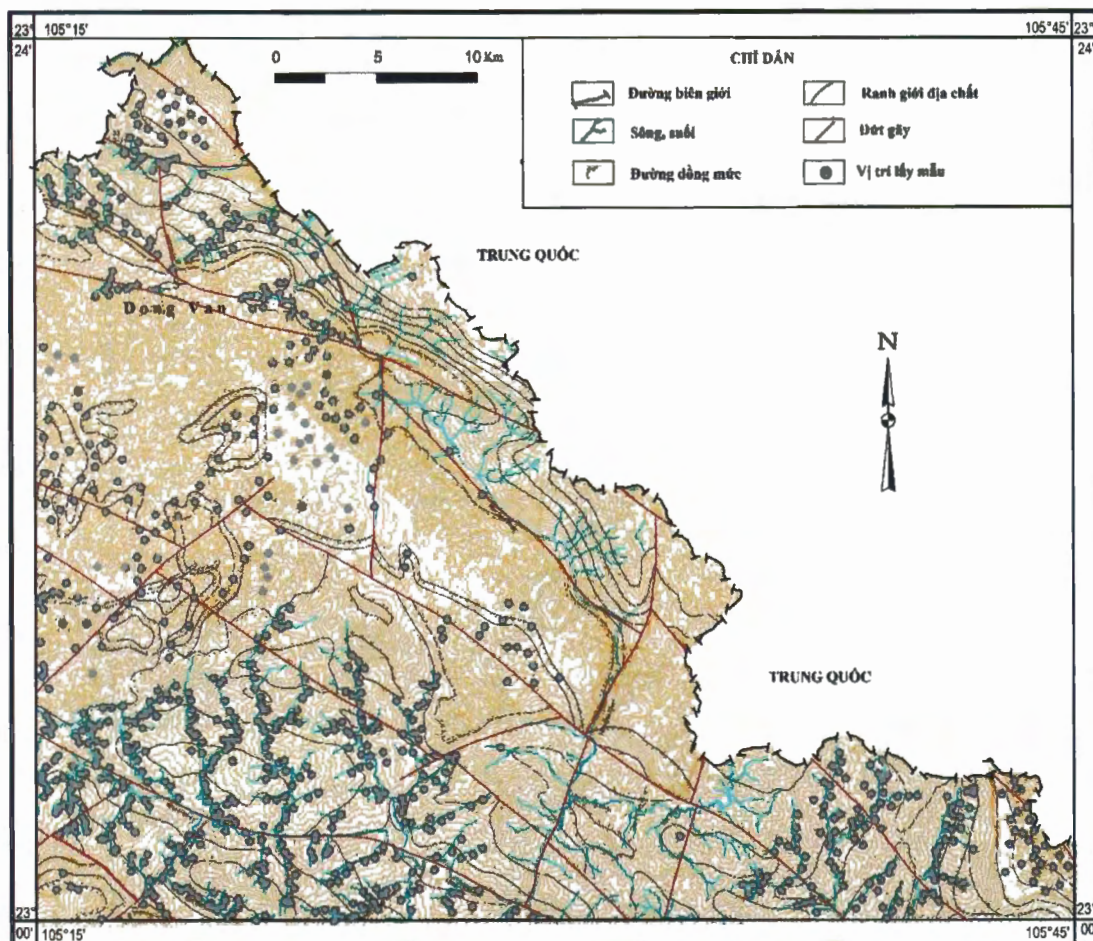 23° 105°15' 105°45' 23°
24' 24'
0 5 10 Km
CHỈ DẪN
Đường biên giới
Ranh giới địa chất
Sông, suối
Đứt gãy
Đường đồng mức
Vị trí lấy mẫu
TRUNG QUỐC
Dong Van
N
TRUNG QUỐC
23° 23°
00' 105°15' 105°45' 00'